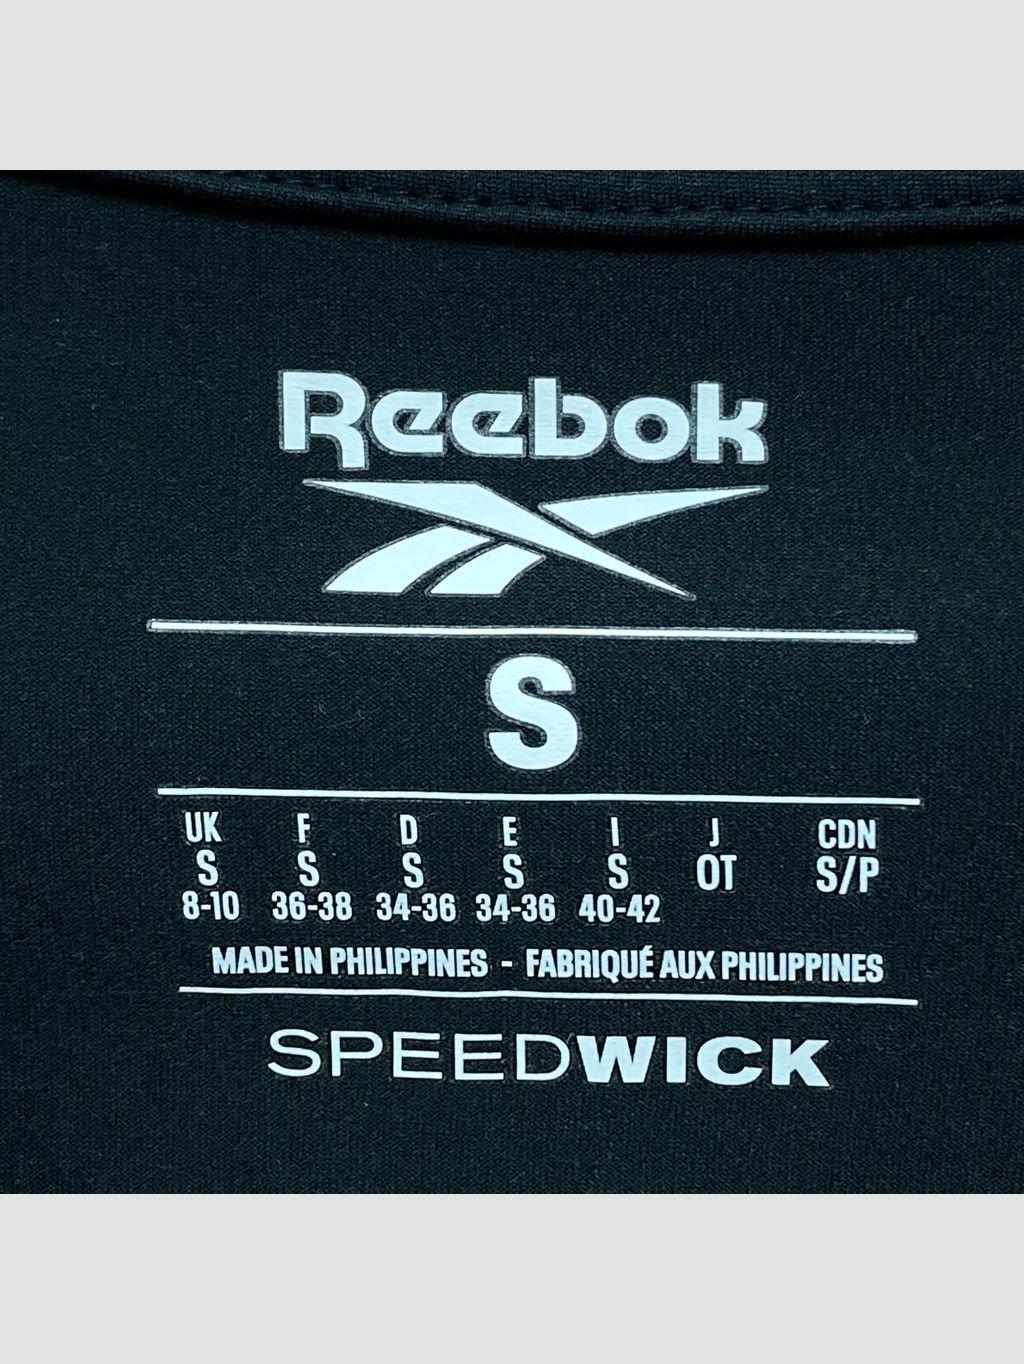 Reebok
S
UK F D E I J CDN
S S S S S OT S/P
8-10 36-38 34-36 34-36 40-42
MADE IN PHILIPPINES - FABRIQUÉ AUX PHILIPPINES
SPEEDWICK